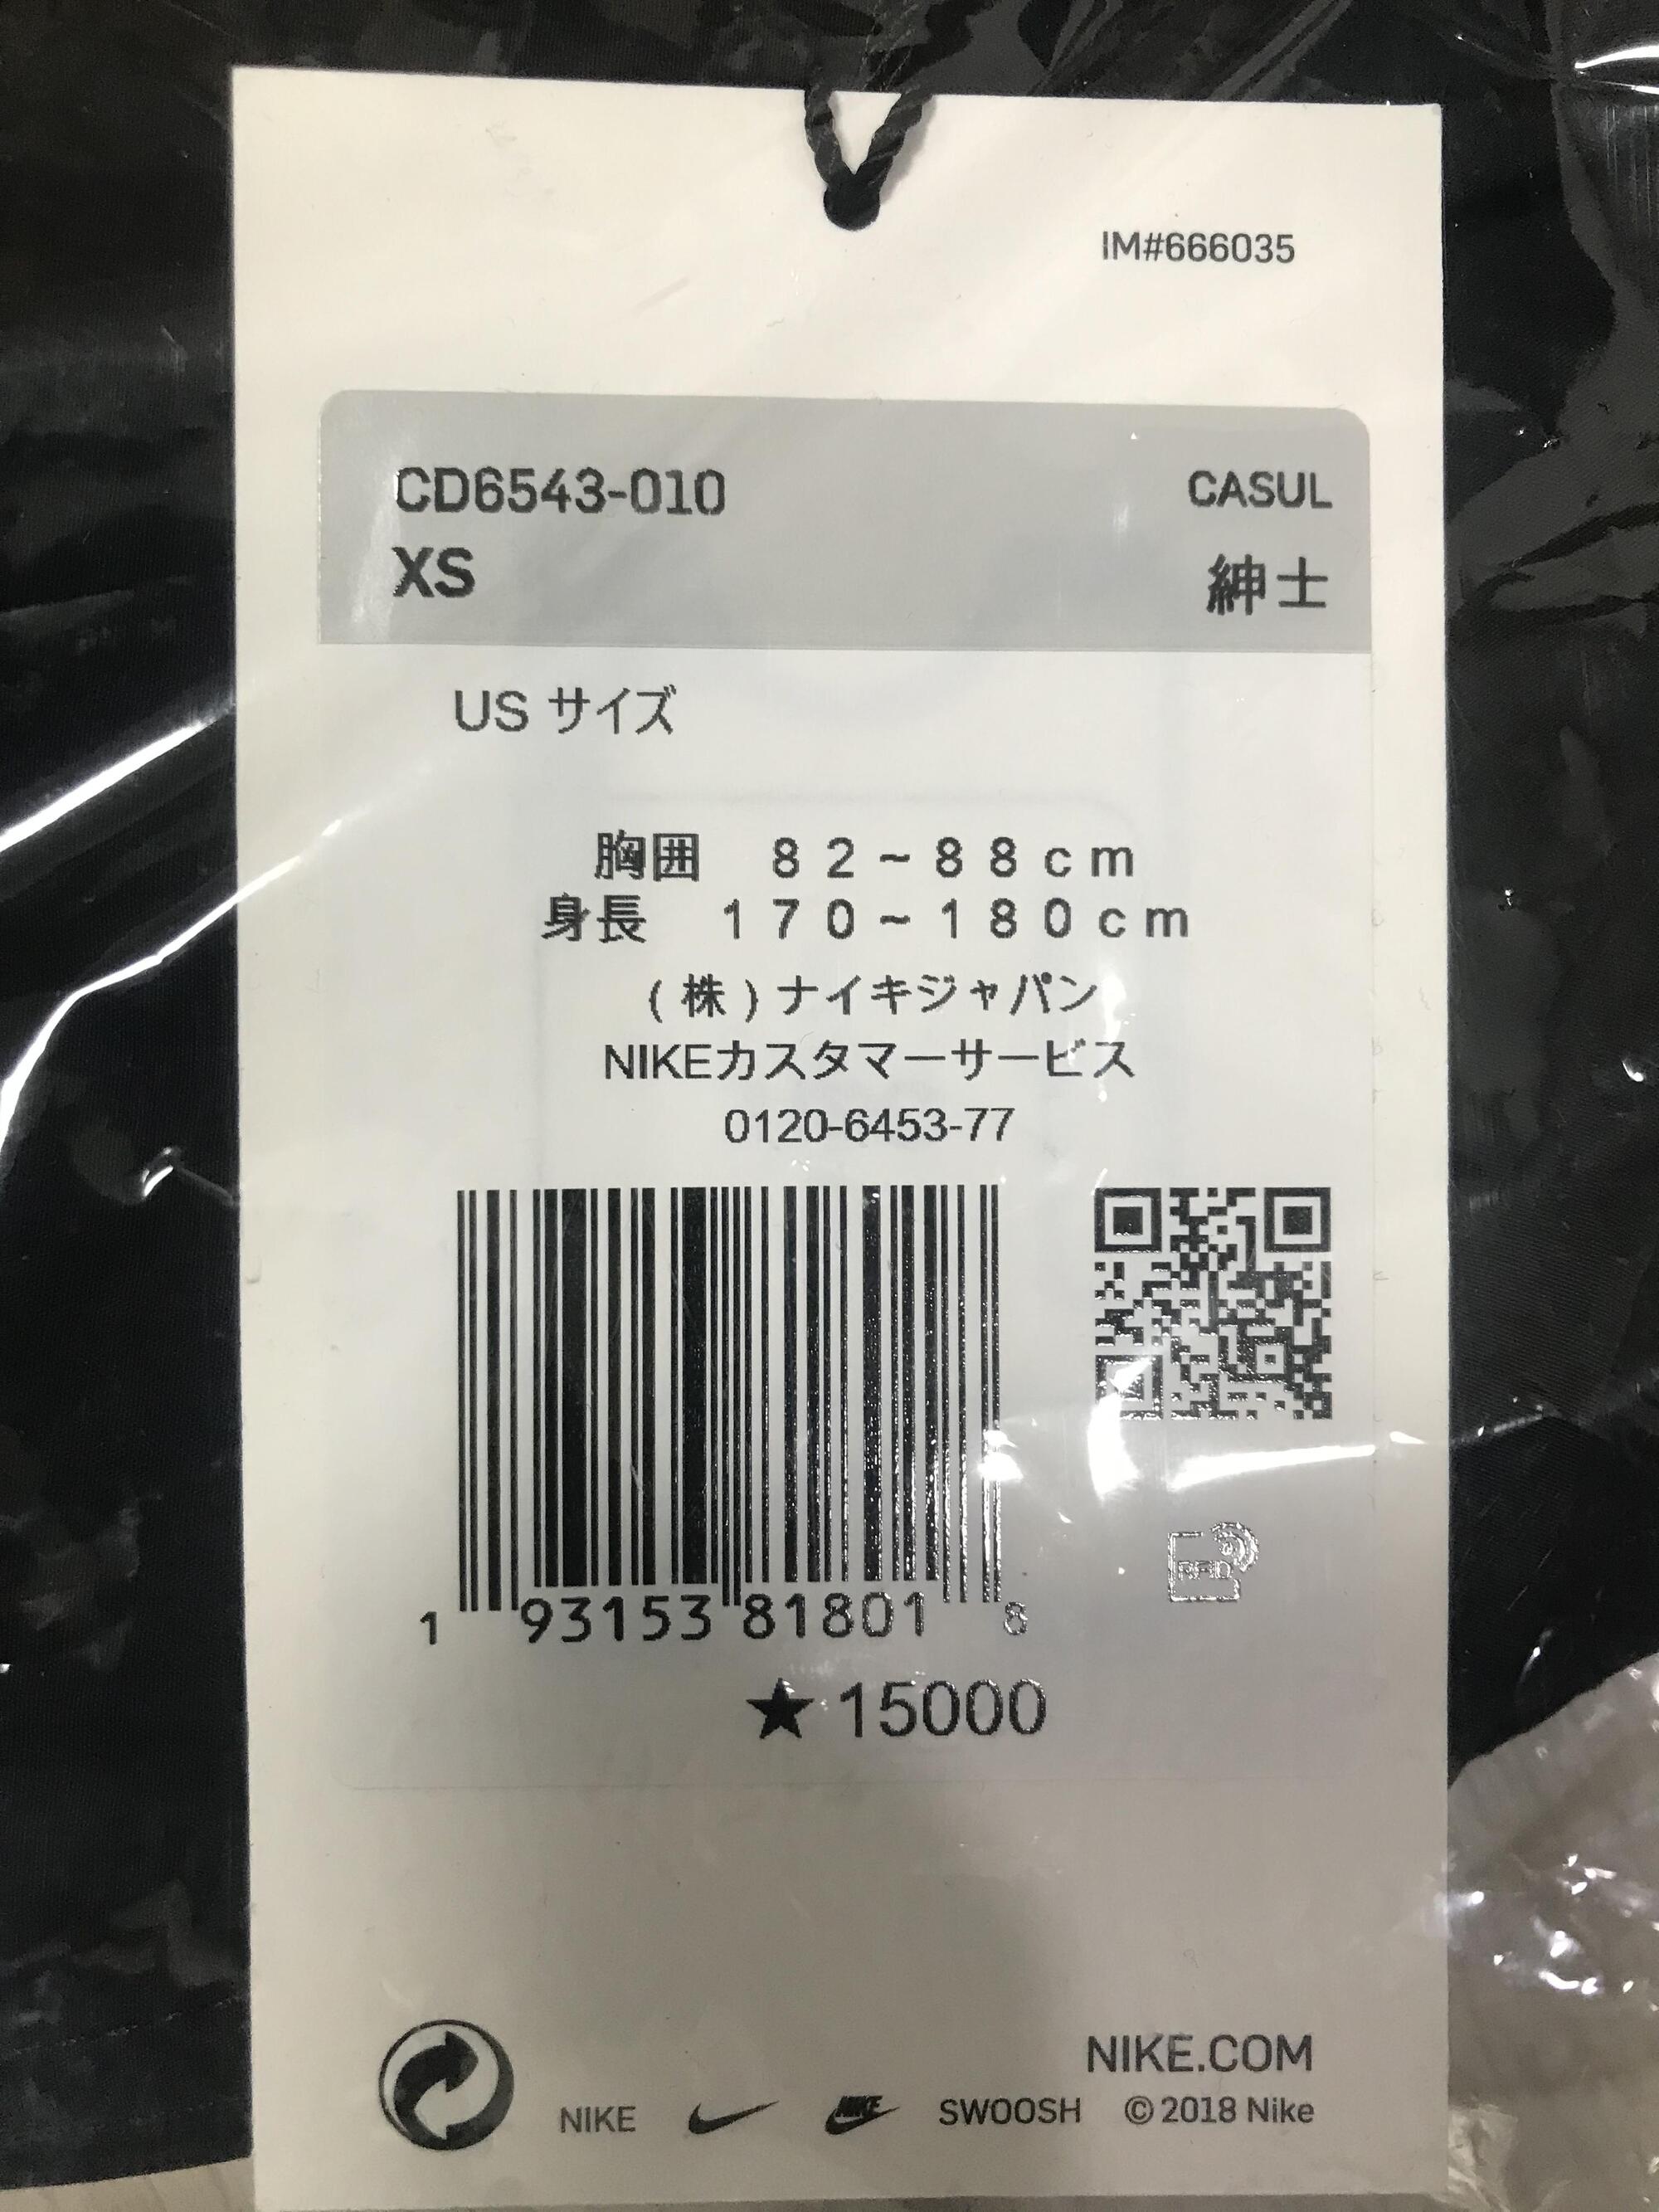 IM#666035
CD6543-010 CASUL
XS 紳士
US サイズ
胸囲 82~88cm
身長 170~180cm
(株)ナイキジャパン
NIKEカスタマーサービス
0120-6453-77
RFID
1 93153 81801 8
★15000
NIKE.COM
NIKE NIKE SWOOSH ©2018 Nike